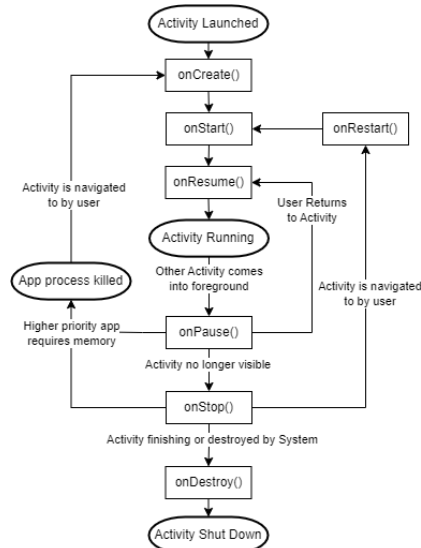 Activity Launched
onCreate()
onStart()
onRestart()
onResume()
Activity is navigated
to by user
User Returns
to Activity
Activity Running
Other Activity comes
into foreground
App process killed
Activity is navigated
to by user
Higher priority app
requires memory
onPause()
Activity no longer visible
onStop()
Activity finishing or destroyed by System
onDestroy()
Activity Shut Down